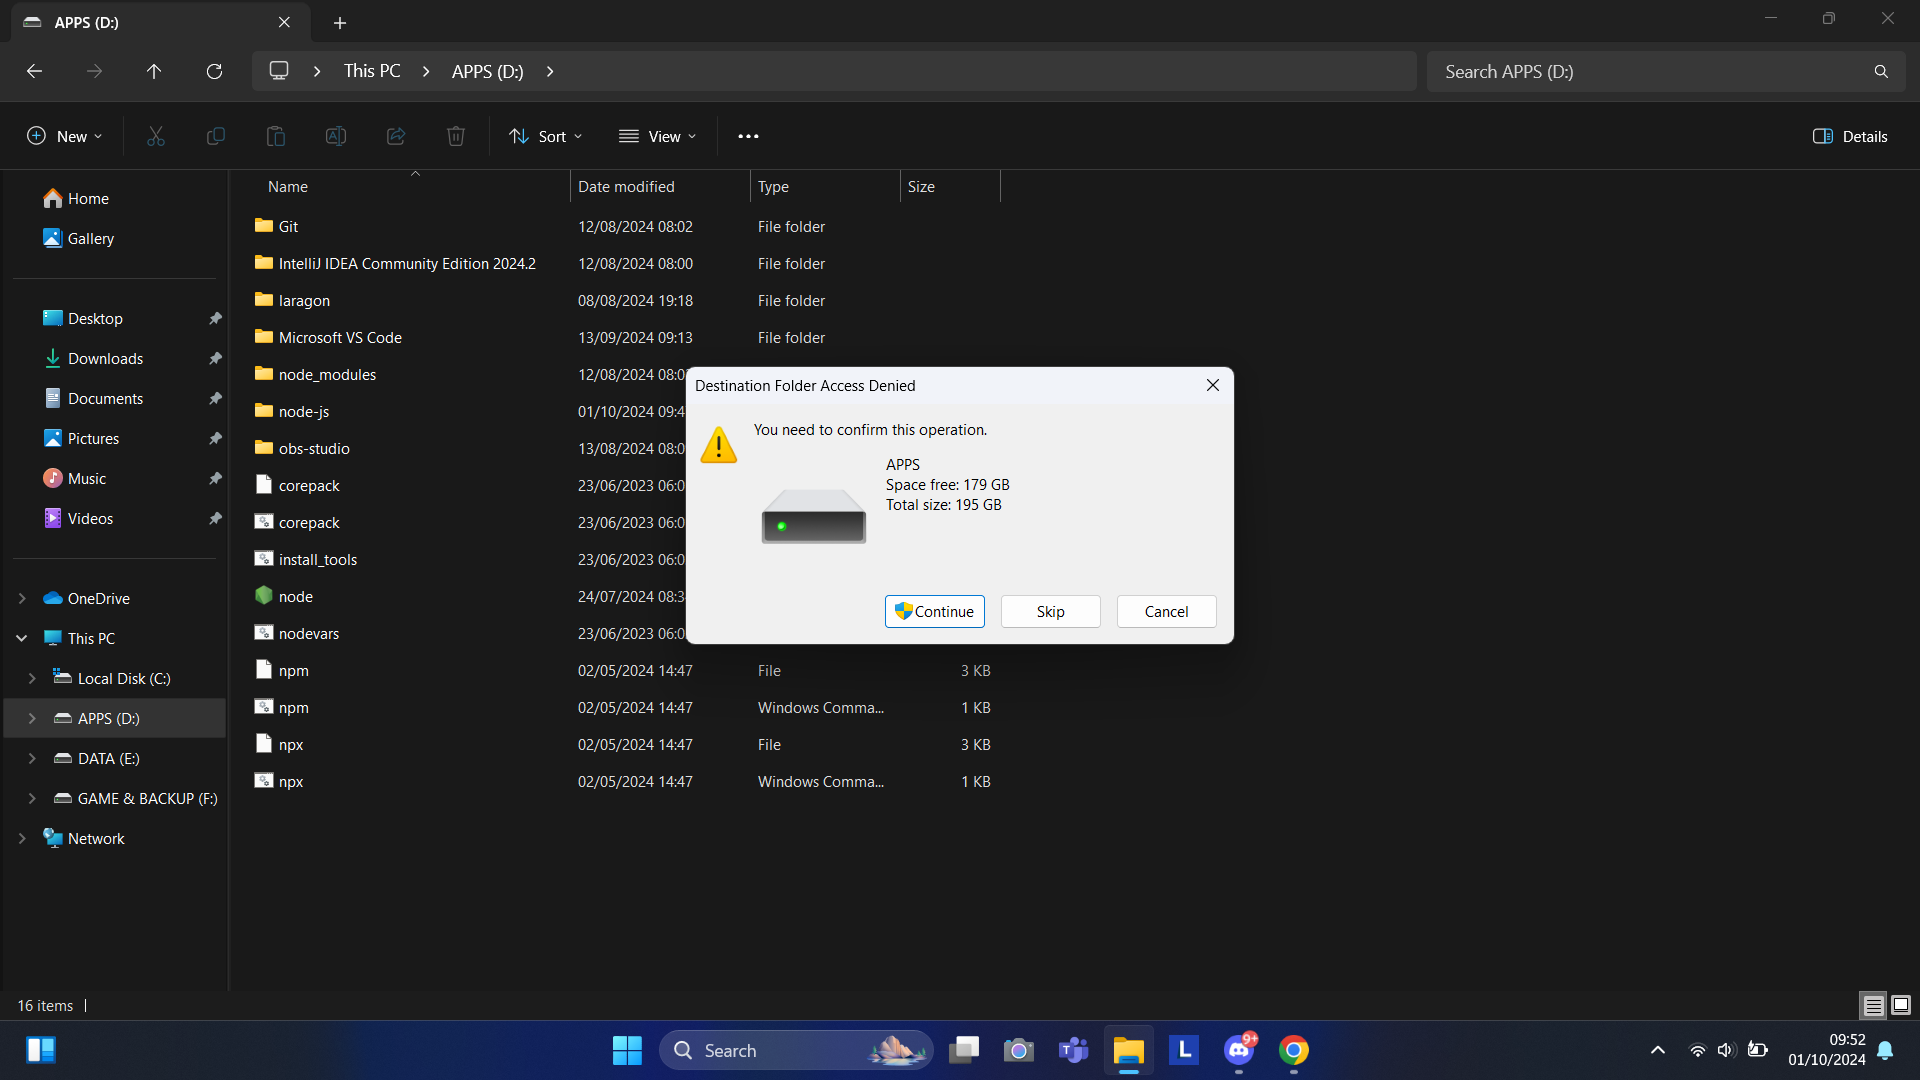 APPS (D:)
This PC
APPS (D:)
Search APPS (D:)
New
Sort
View
Details
Name
Date modified
Type
Size
Home
Gallery
Desktop
Downloads
Documents
Pictures
Music
Videos
OneDrive
This PC
Local Disk (C:)
APPS (D:)
DATA (E:)
GAME & BACKUP (F:)
Network
Git 12/08/2024 08:02 File folder
IntelliJ IDEA Community Edition 2024.2 12/08/2024 08:00 File folder
laragon 08/08/2024 19:18 File folder
Microsoft VS Code 13/09/2024 09:13 File folder
node_modules 12/08/2024 08:0
node-js 01/10/2024 09:4
obs-studio 13/08/2024 08:0
corepack 23/06/2023 06:0
corepack 23/06/2023 06:0
install_tools 23/06/2023 06:0
node 24/07/2024 08:3
nodevars 23/06/2023 06:0
npm 02/05/2024 14:47 File 3 KB
npm 02/05/2024 14:47 Windows Comma... 1 KB
npx 02/05/2024 14:47 File 3 KB
npx 02/05/2024 14:47 Windows Comma... 1 KB
Destination Folder Access Denied
You need to confirm this operation.
APPS
Space free: 179 GB
Total size: 195 GB
Continue
Skip
Cancel
16 items
Search
T
L
9+
09:52
01/10/2024